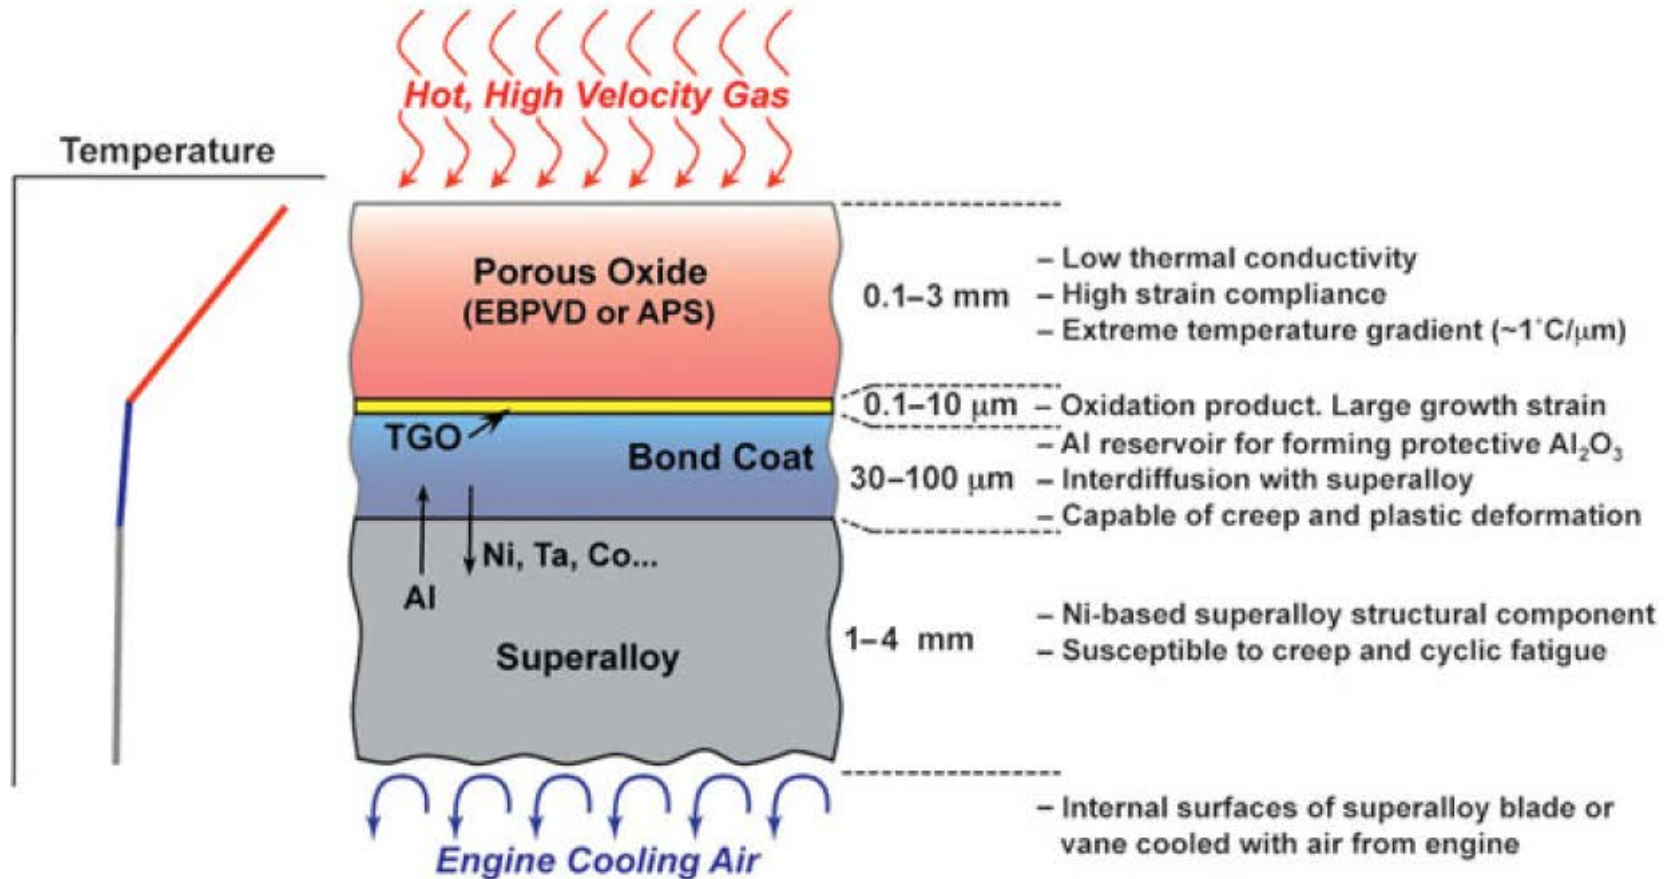 Hot, High Velocity Gas
Temperature
Porous Oxide
(EBPVD or APS)
0.1–3 mm
– Low thermal conductivity
– High strain compliance
– Extreme temperature gradient (~1˚C/μm)
0.1–10 μm – Oxidation product. Large growth strain
TGO
Bond Coat
30–100 μm
– Al reservoir for forming protective Al₂O₃
– Interdiffusion with superalloy
– Capable of creep and plastic deformation
Ni, Ta, Co...
Al
Superalloy
1–4 mm
– Ni-based superalloy structural component
– Susceptible to creep and cyclic fatigue
– Internal surfaces of superalloy blade or
vane cooled with air from engine
Engine Cooling Air